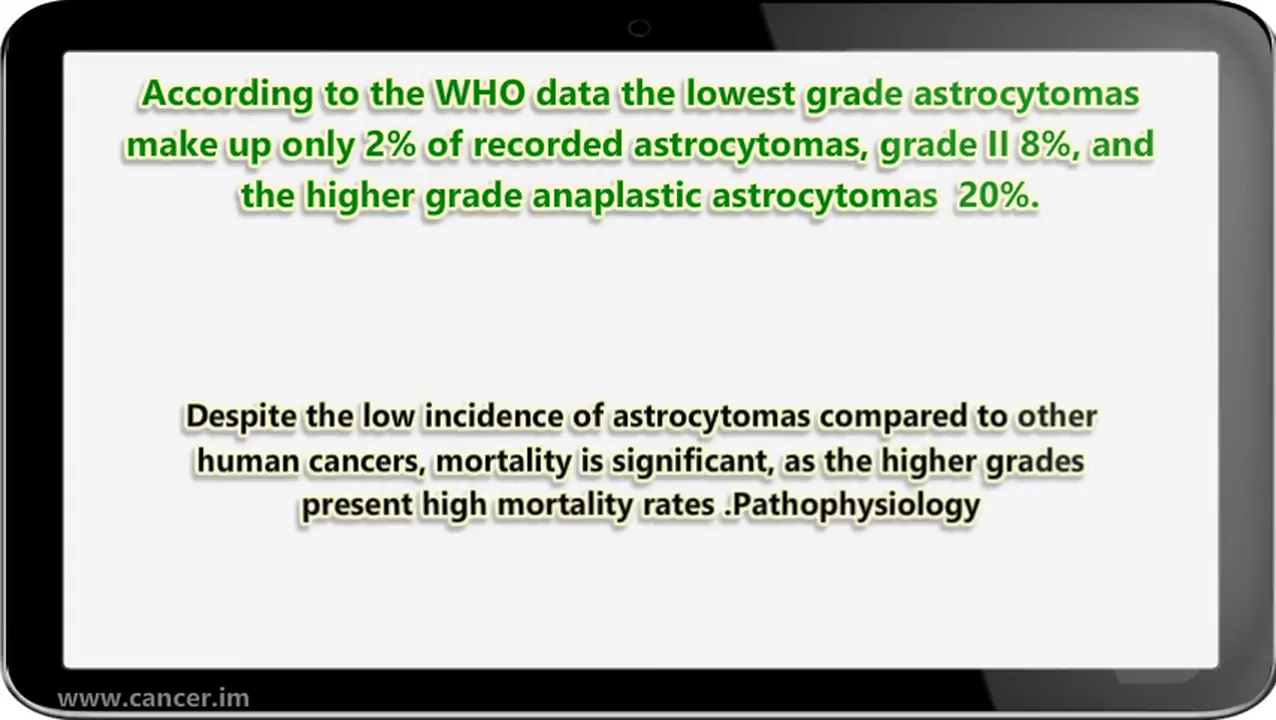 According to the WHO data the lowest grade astrocytomas
make up only 2% of recorded astrocytomas, grade II 8%, and
the higher grade anaplastic astrocytomas  20%.
Despite the low incidence of astrocytomas compared to other
human cancers, mortality is significant, as the higher grades
present high mortality rates .Pathophysiology
www.cancer.im